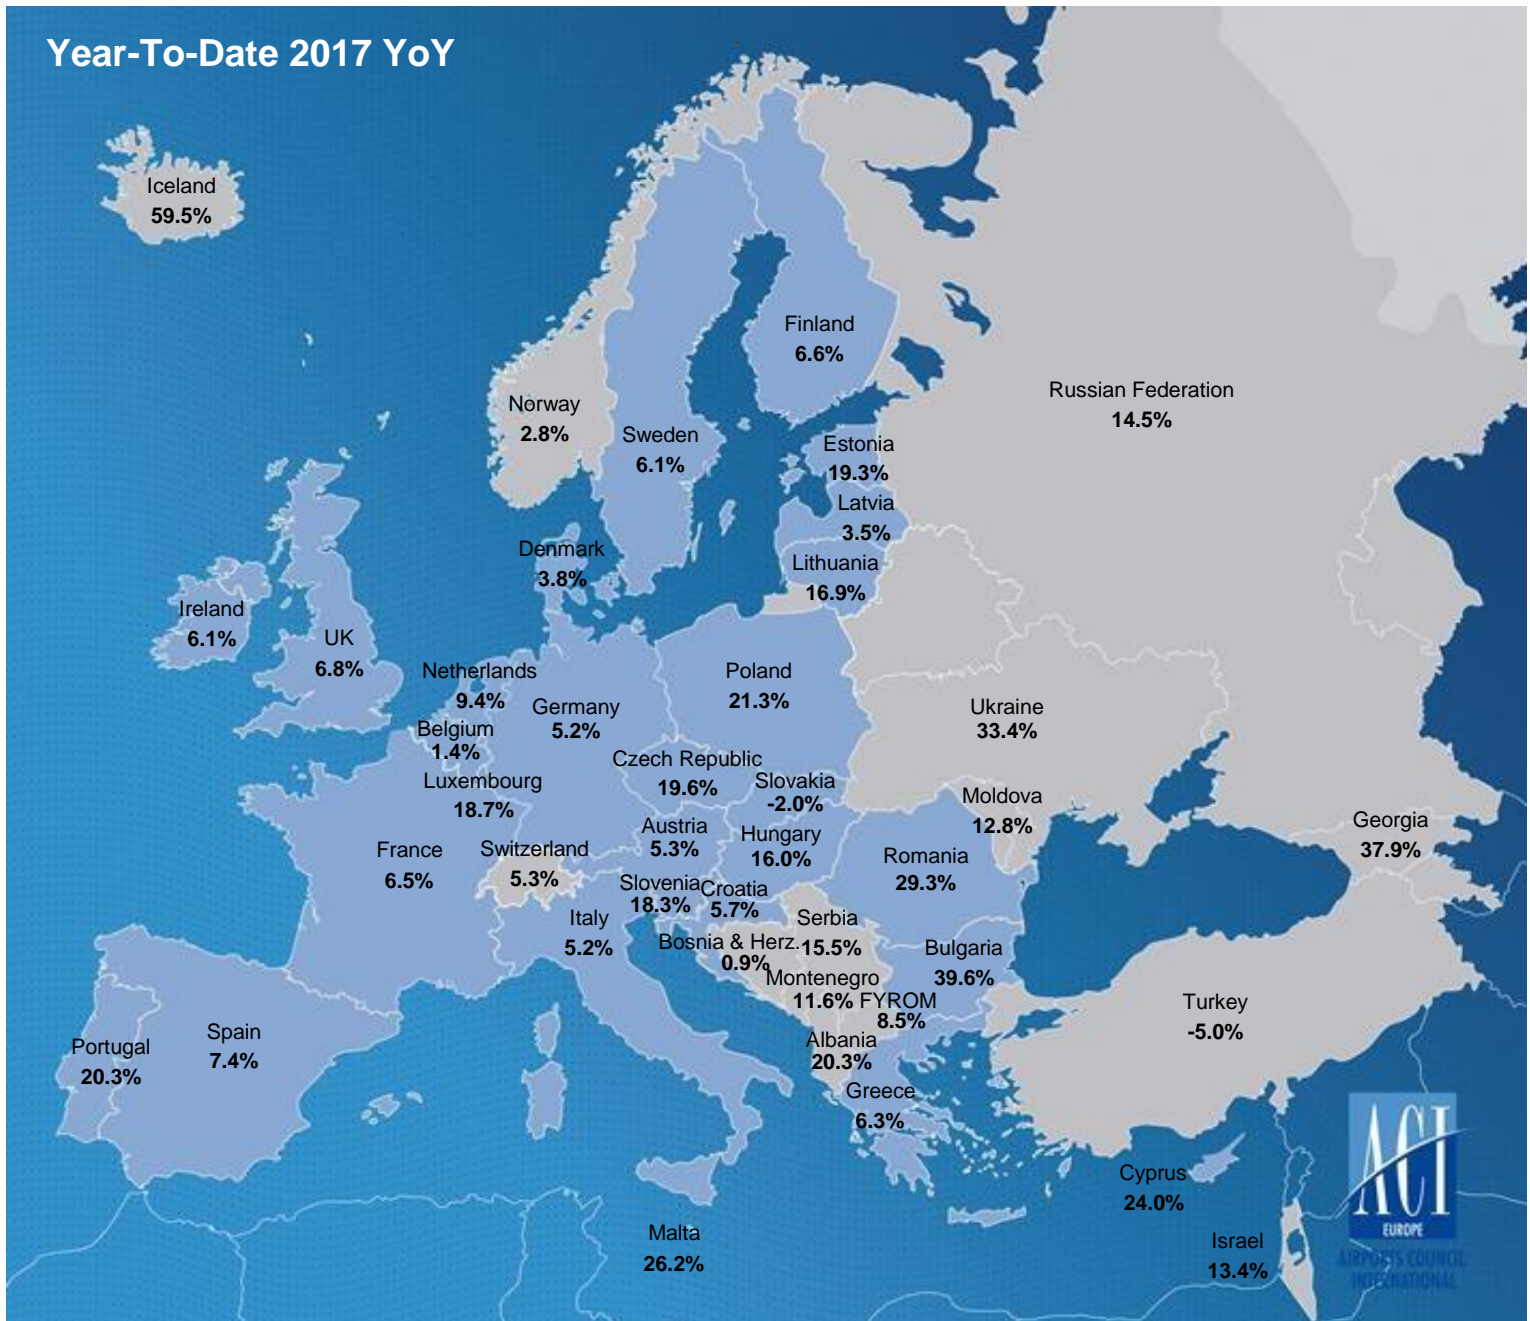 Year-To-Date 2017 YoY
Iceland
59.5%
Finland
6.6%
Russian Federation
14.5%
Norway
2.8%
Sweden
6.1%
Estonia
19.3%
Latvia
3.5%
Denmark
3.8%
Lithuania
16.9%
Ireland
6.1%
UK
6.8%
Netherlands
9.4%
Germany
5.2%
Poland
21.3%
Ukraine
33.4%
Belgium
1.4%
Czech Republic
19.6%
Slovakia
-2.0%
Luxembourg
18.7%
Moldova
12.8%
Georgia
37.9%
Austria
5.3%
Hungary
16.0%
France
6.5%
Switzerland
5.3%
Romania
29.3%
Slovenia
18.3%
Croatia
5.7%
Italy
5.2%
Serbia
15.5%
Bosnia & Herz.
0.9%
Bulgaria
39.6%
Montenegro
11.6%
FYROM
8.5%
Turkey
-5.0%
Spain
7.4%
Portugal
20.3%
Albania
20.3%
Greece
6.3%
Cyprus
24.0%
Malta
26.2%
Israel
13.4%
ACI
EUROPE
AIRPORTS COUNCIL
INTERNATIONAL